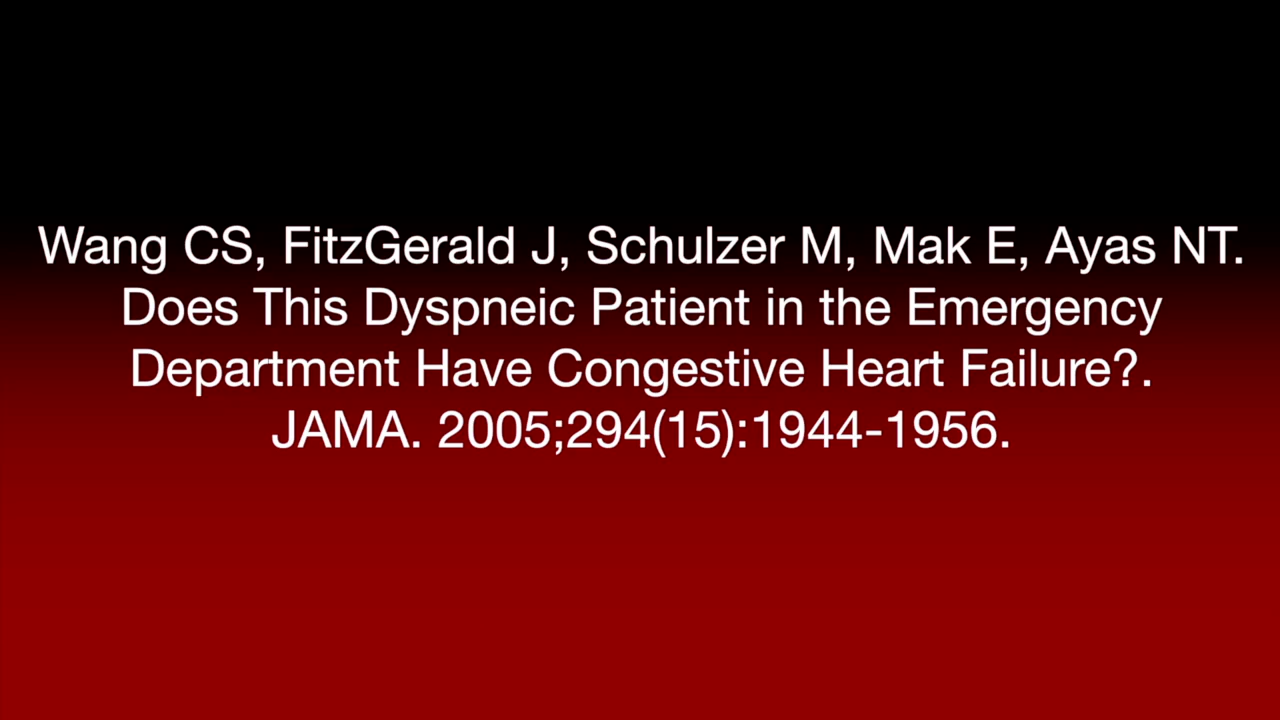 Wang CS, FitzGerald J, Schulzer M, Mak E, Ayas NT.
Does This Dyspneic Patient in the Emergency
Department Have Congestive Heart Failure?.
JAMA. 2005;294(15):1944-1956.